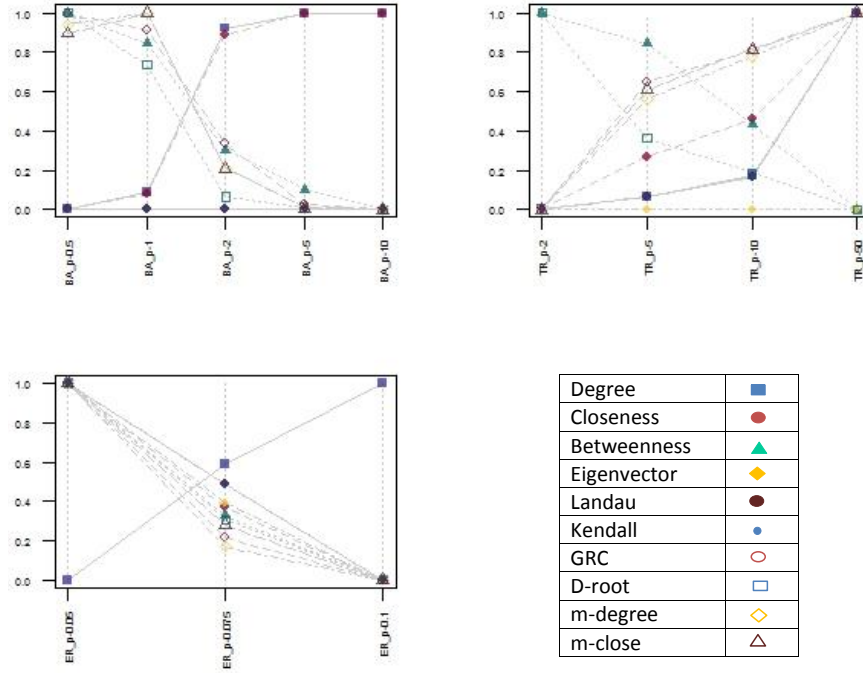 1.0
0.8
0.6
0.4
0.2
0.0
BA_p-0.5
BA_p-1
BA_p-2
BA_p-5
BA_p-10
1.0
0.8
0.6
0.4
0.2
0.0
TR_p-2
TR_p-5
TR_p-10
TR_p-50
1.0
0.8
0.6
0.4
0.2
0.0
ER_p-0.05
ER_p-0.075
ER_p-0.1
Degree
Closeness
Betweenness
Eigenvector
Landau
Kendall
GRC
D-root
m-degree
m-close